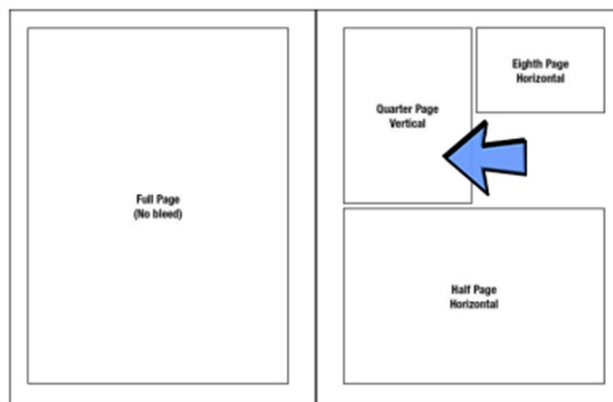 Full Page
(No bleed)
Quarter Page
Vertical
Eighth Page
Horizontal
Half Page
Horizontal